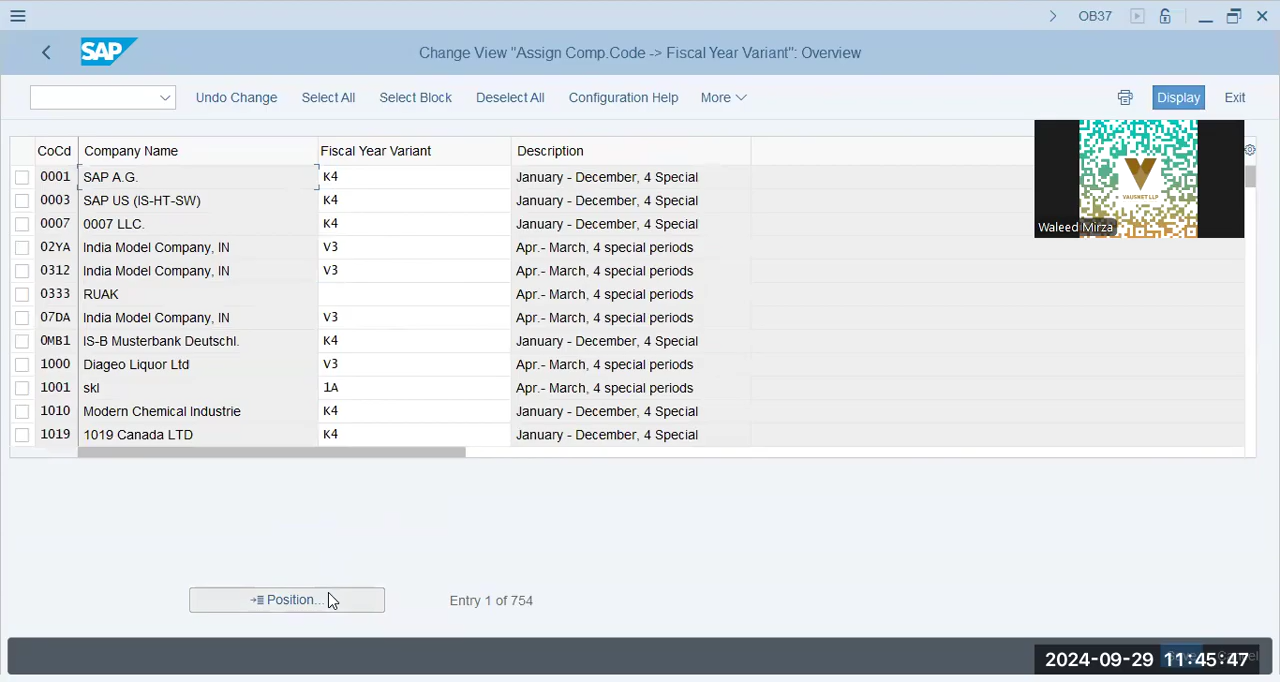 OB37
SAP
Change View "Assign Comp.Code -> Fiscal Year Variant": Overview
Undo Change Select All Select Block Deselect All Configuration Help More Display Exit
CoCd Company Name Fiscal Year Variant Description
0001 SAP A.G. K4 January - December, 4 Special
0003 SAP US (IS-HT-SW) K4 January - December, 4 Special
0007 0007 LLC. K4 January - December, 4 Special
02YA India Model Company, IN V3 Apr.- March, 4 special periods
0312 India Model Company, IN V3 Apr.- March, 4 special periods
0333 RUAK Apr.- March, 4 special periods
07DA India Model Company, IN V3 Apr.- March, 4 special periods
0MB1 IS-B Musterbank Deutschl. K4 January - December, 4 Special
1000 Diageo Liquor Ltd V3 Apr.- March, 4 special periods
1001 skl 1A Apr.- March, 4 special periods
1010 Modern Chemical Industrie K4 January - December, 4 Special
1019 1019 Canada LTD K4 January - December, 4 Special
VAUSNET LLP
Waleed Mirza
Position... Entry 1 of 754
2024-09-29 11:45:47